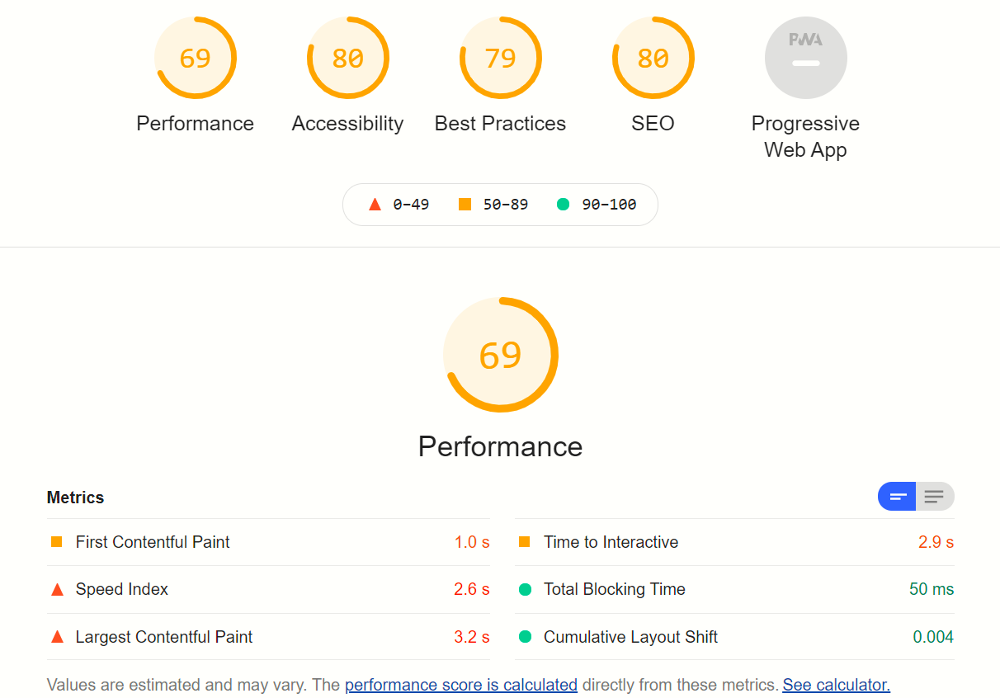 69 80 79 80 PWA
Performance Accessibility Best Practices SEO Progressive
Web App
0–49 50–89 90–100
69
Performance
Metrics
First Contentful Paint 1.0 s Time to Interactive 2.9 s
Speed Index 2.6 s Total Blocking Time 50 ms
Largest Contentful Paint 3.2 s Cumulative Layout Shift 0.004
Values are estimated and may vary. The performance score is calculated directly from these metrics. See calculator.